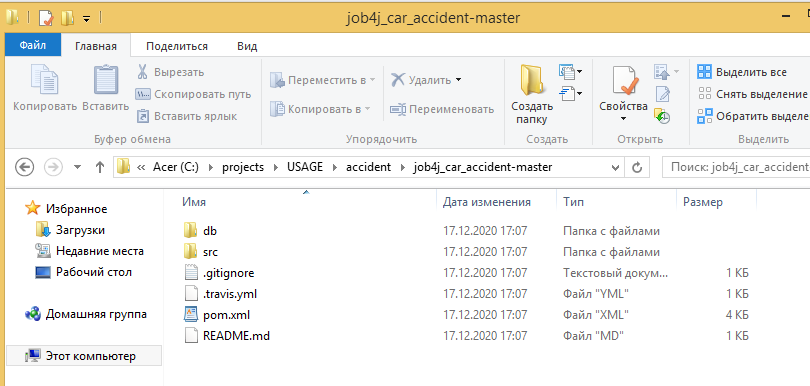 job4j_car_accident-master
Файл Главная Поделиться Вид
Копировать
Вставить
Вырезать
Скопировать путь
Вставить ярлык
Буфер обмена
Переместить в
Копировать в
Удалить
Переименовать
Упорядочить
Создать папку
Создать
Свойства
Открыть
Выделить все
Снять выделение
Обратить выделе
Выделить
« Acer (C:) projects USAGE accident job4j_car_accident-master
Поиск: job4j_car_accident
Избранное
Загрузки
Недавние места
Рабочий стол
Домашняя группа
Этот компьютер
Имя Дата изменения Тип Размер
db 17.12.2020 17:07 Папка с файлами
src 17.12.2020 17:07 Папка с файлами
.gitignore 17.12.2020 17:07 Текстовый докум... 1 КБ
.travis.yml 17.12.2020 17:07 Файл "YML" 1 КБ
pom.xml 17.12.2020 17:07 Файл "XML" 4 КБ
README.md 17.12.2020 17:07 Файл "MD" 1 КБ